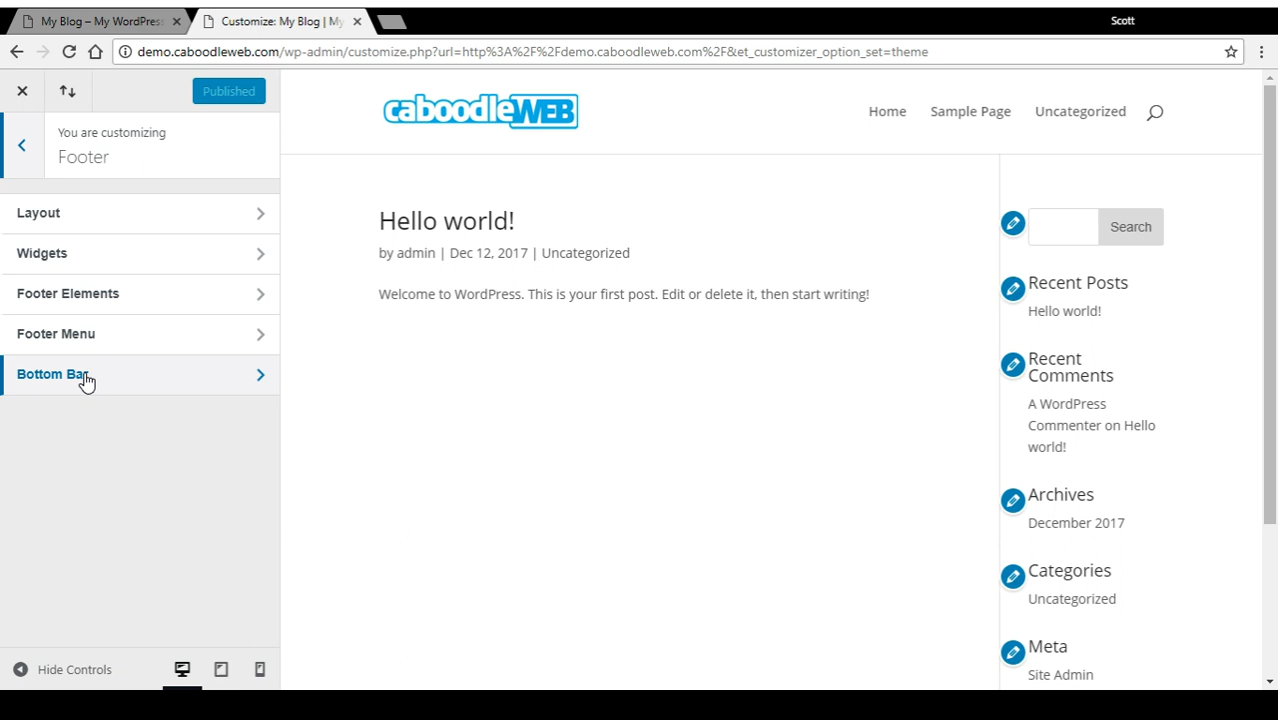 My Blog – My WordPress
Customize: My Blog | My
Scott
demo.caboodleweb.com/wp-admin/customize.php?url=http%3A%2F%2Fdemo.caboodleweb.com%2F&et_customizer_option_set=theme
Published
You are customizing
Footer
Layout
Widgets
Footer Elements
Footer Menu
Bottom Bar
Hide Controls
caboodleWEB
Home
Sample Page
Uncategorized
Hello world!
by admin | Dec 12, 2017 | Uncategorized
Welcome to WordPress. This is your first post. Edit or delete it, then start writing!
Search
Recent Posts
Hello world!
Recent
Comments
A WordPress
Commenter on Hello
world!
Archives
December 2017
Categories
Uncategorized
Meta
Site Admin